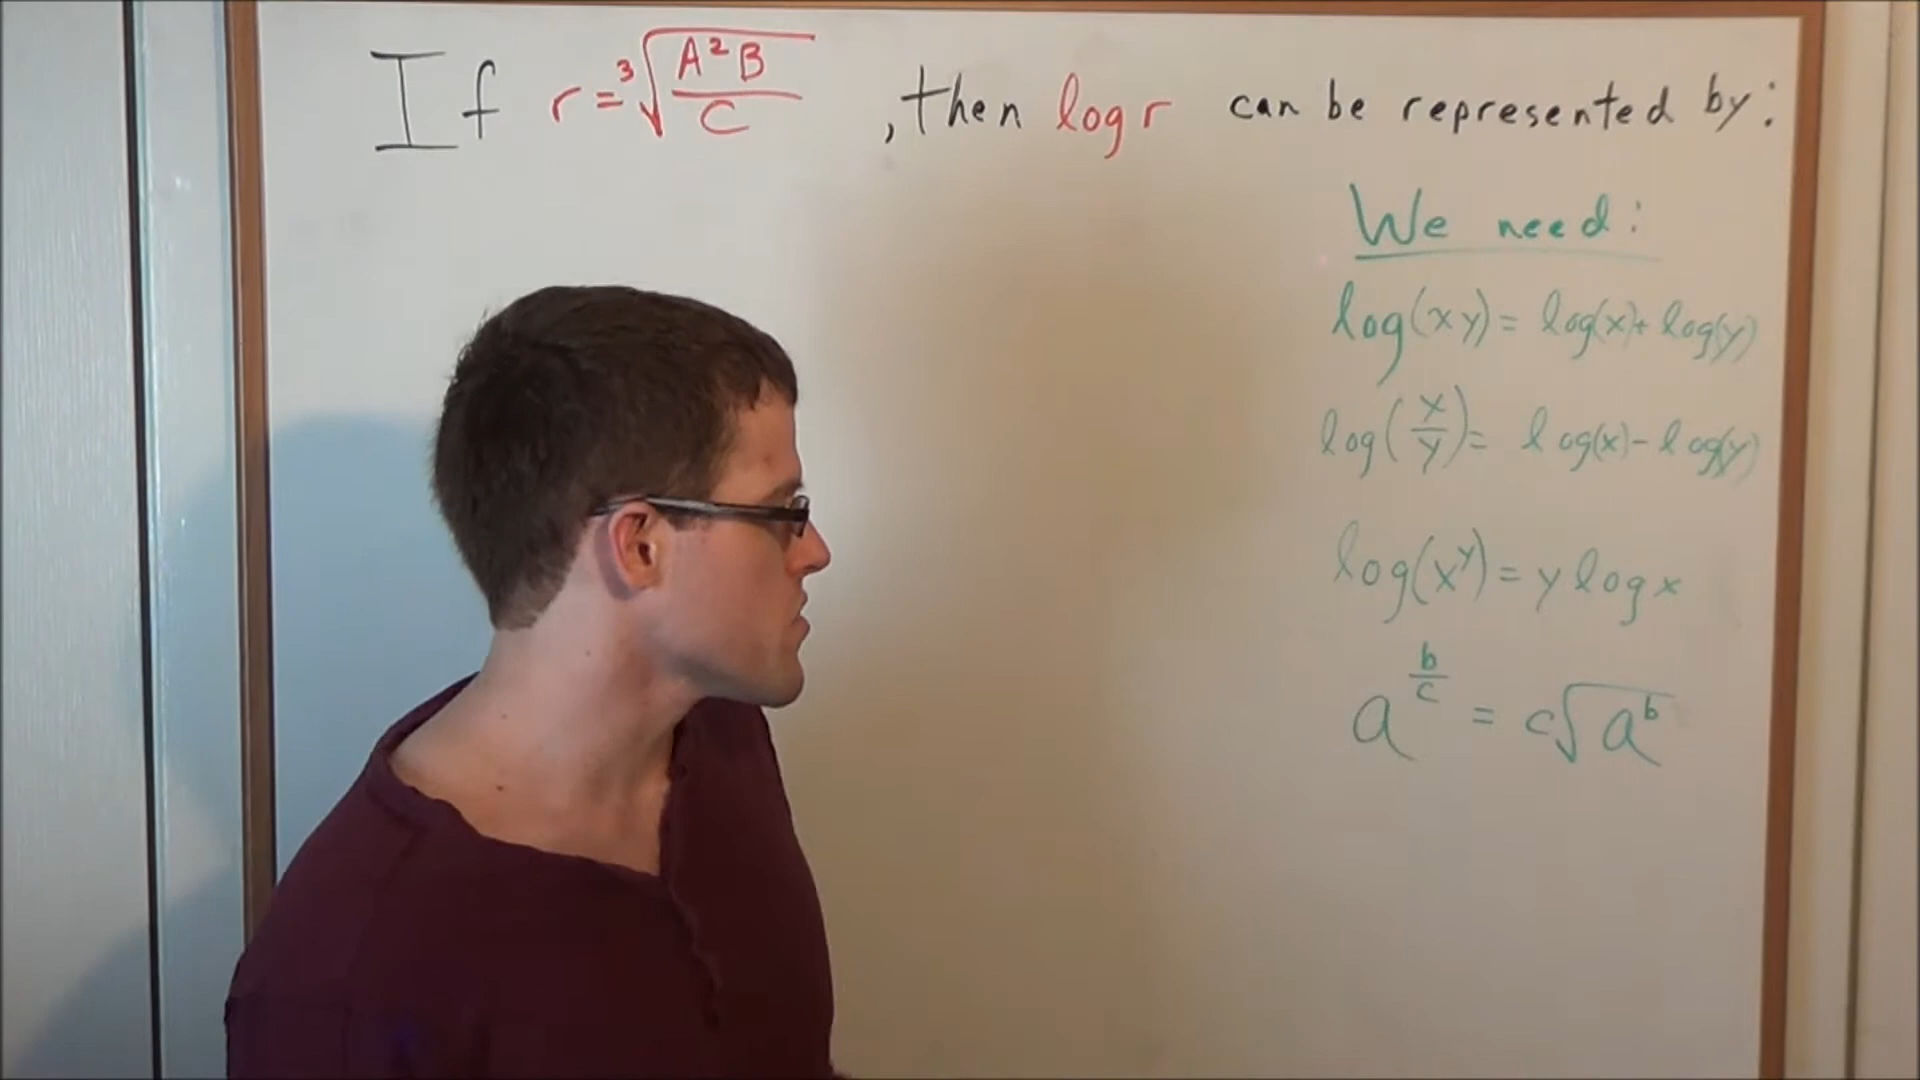 If r = ³√(A²B/C) , then log r can be represented by:
We need:
log(xy) = log(x) + log(y)
log(x/y) = log(x) - log(y)
log(x^y) = y log x
a^(b/c) = ᶜ√(a^b)